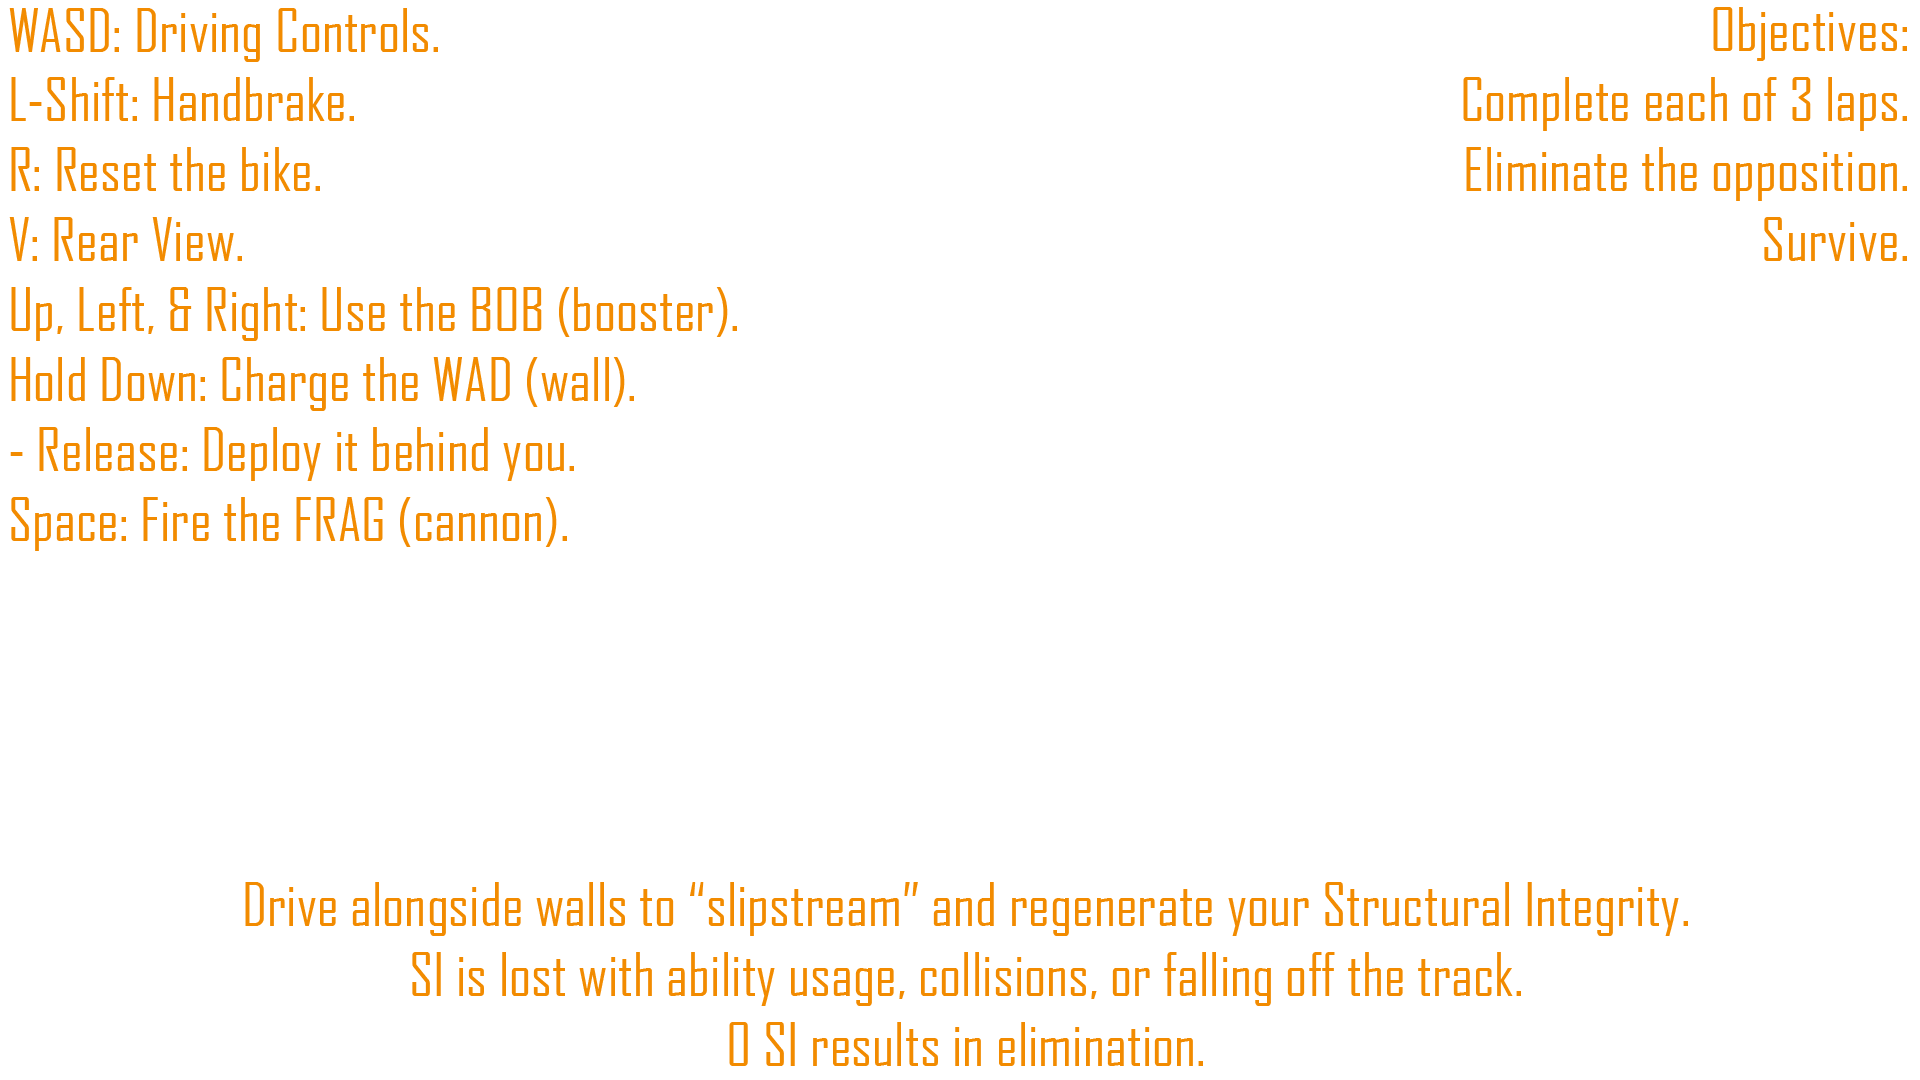 WASD: Driving Controls.
L-Shift: Handbrake.
R: Reset the bike.
V: Rear View.
Up, Left, & Right: Use the BOB (booster).
Hold Down: Charge the WAD (wall).
- Release: Deploy it behind you.
Space: Fire the FRAG (cannon).
Objectives:
Complete each of 3 laps.
Eliminate the opposition.
Survive.
Drive alongside walls to “slipstream” and regenerate your Structural Integrity.
SI is lost with ability usage, collisions, or falling off the track.
0 SI results in elimination.